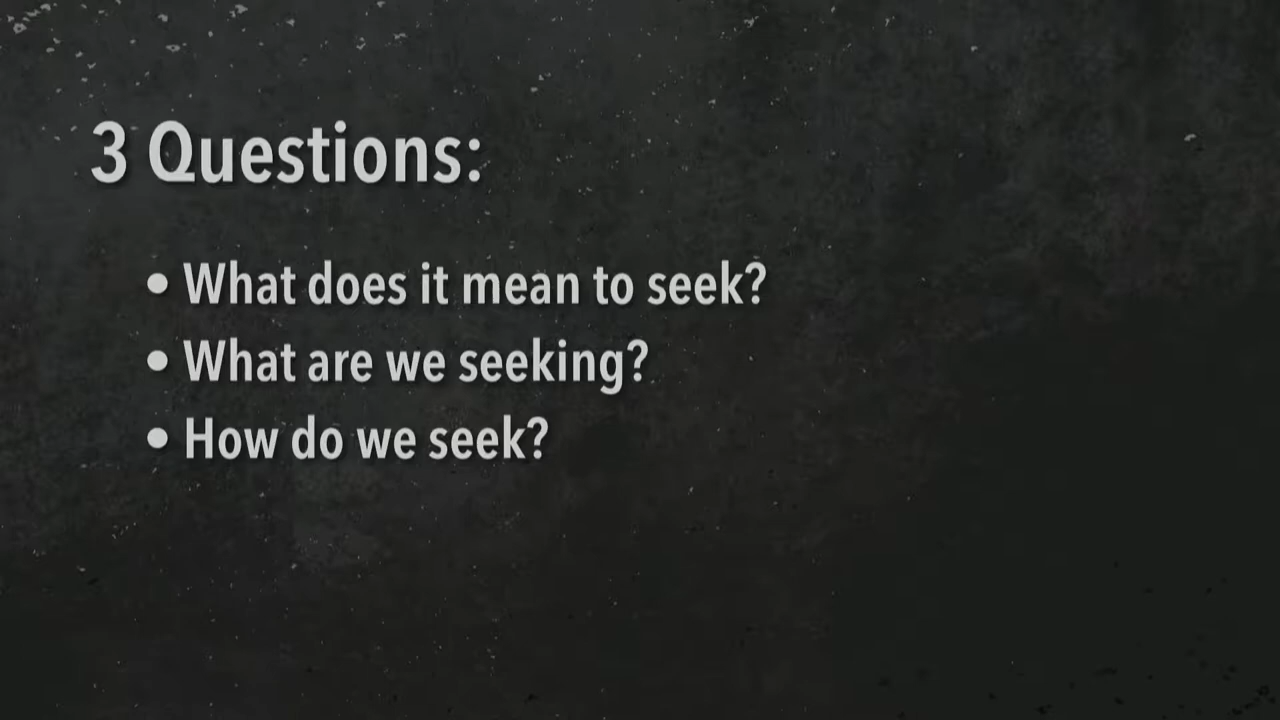 3 Questions:
• What does it mean to seek?
• What are we seeking?
• How do we seek?